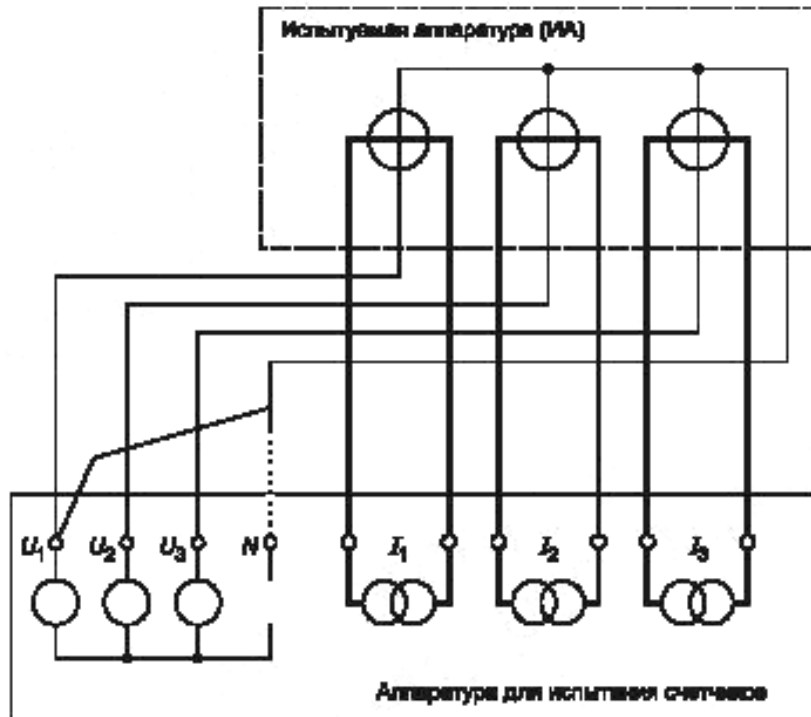 Испытуемая аппаратура (ИА)
U1 U2 U3 N I1 I2 I3
Аппаратура для испытания счетчиков